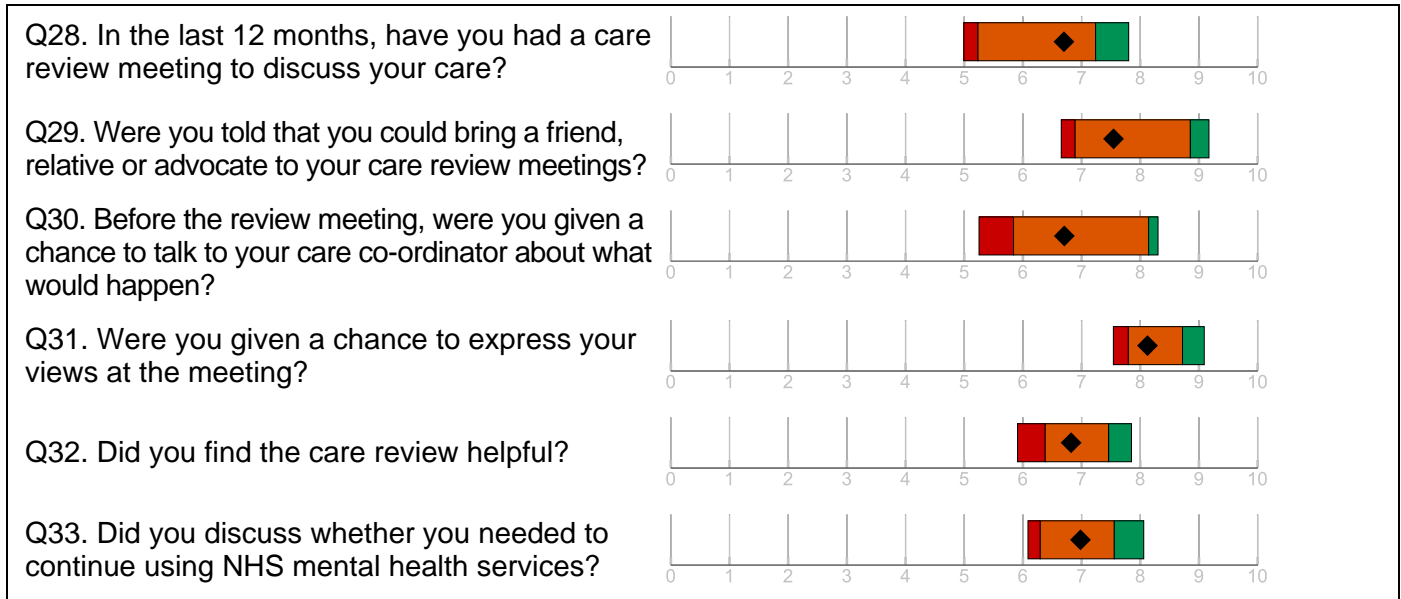 Q28. In the last 12 months, have you had a care
review meeting to discuss your care?
0 1 2 3 4 5 6 7 8 9 10
Q29. Were you told that you could bring a friend,
relative or advocate to your care review meetings?
0 1 2 3 4 5 6 7 8 9 10
Q30. Before the review meeting, were you given a
chance to talk to your care co-ordinator about what
would happen?
0 1 2 3 4 5 6 7 8 9 10
Q31. Were you given a chance to express your
views at the meeting?
0 1 2 3 4 5 6 7 8 9 10
Q32. Did you find the care review helpful?
0 1 2 3 4 5 6 7 8 9 10
Q33. Did you discuss whether you needed to
continue using NHS mental health services?
0 1 2 3 4 5 6 7 8 9 10